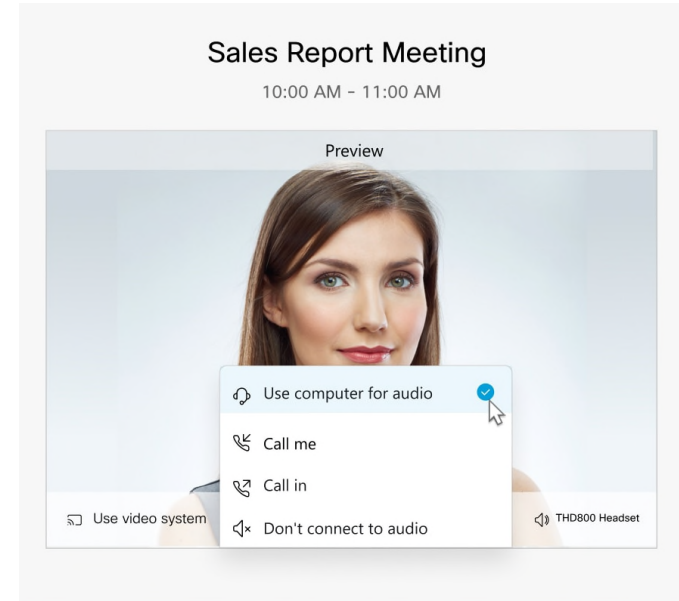 Sales Report Meeting
10:00 AM - 11:00 AM
Preview
Use computer for audio
Call me
Call in
Use video system
Don't connect to audio
THD800 Headset